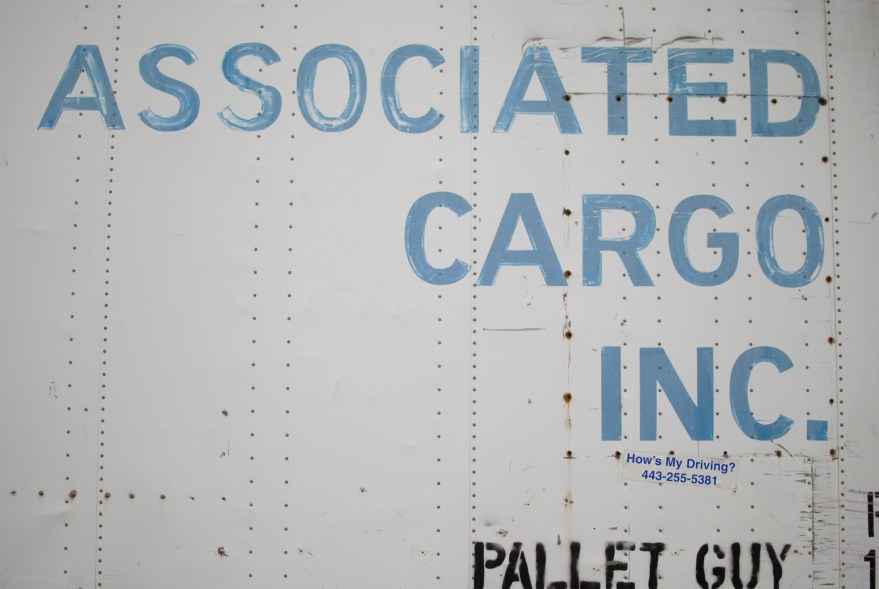 ASSOCIATED
CARGO
INC.
How's My Driving?
443-255-5381
PALLET GUY